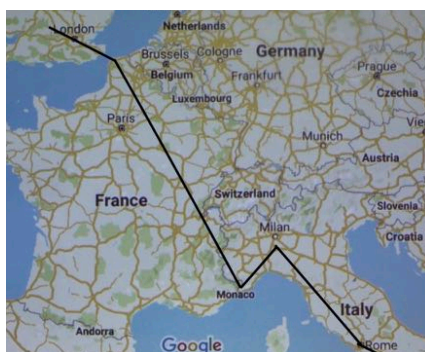 London
Netherlands
Brussels
Cologne
Germany
Belgium
Frankfurt
Prague
Czechia
Luxembourg
Paris
Munich
Vie
Austria
Switzerland
France
Slovenia
Milan
Croatia
Monaco
Italy
Andorra
Google
Rome